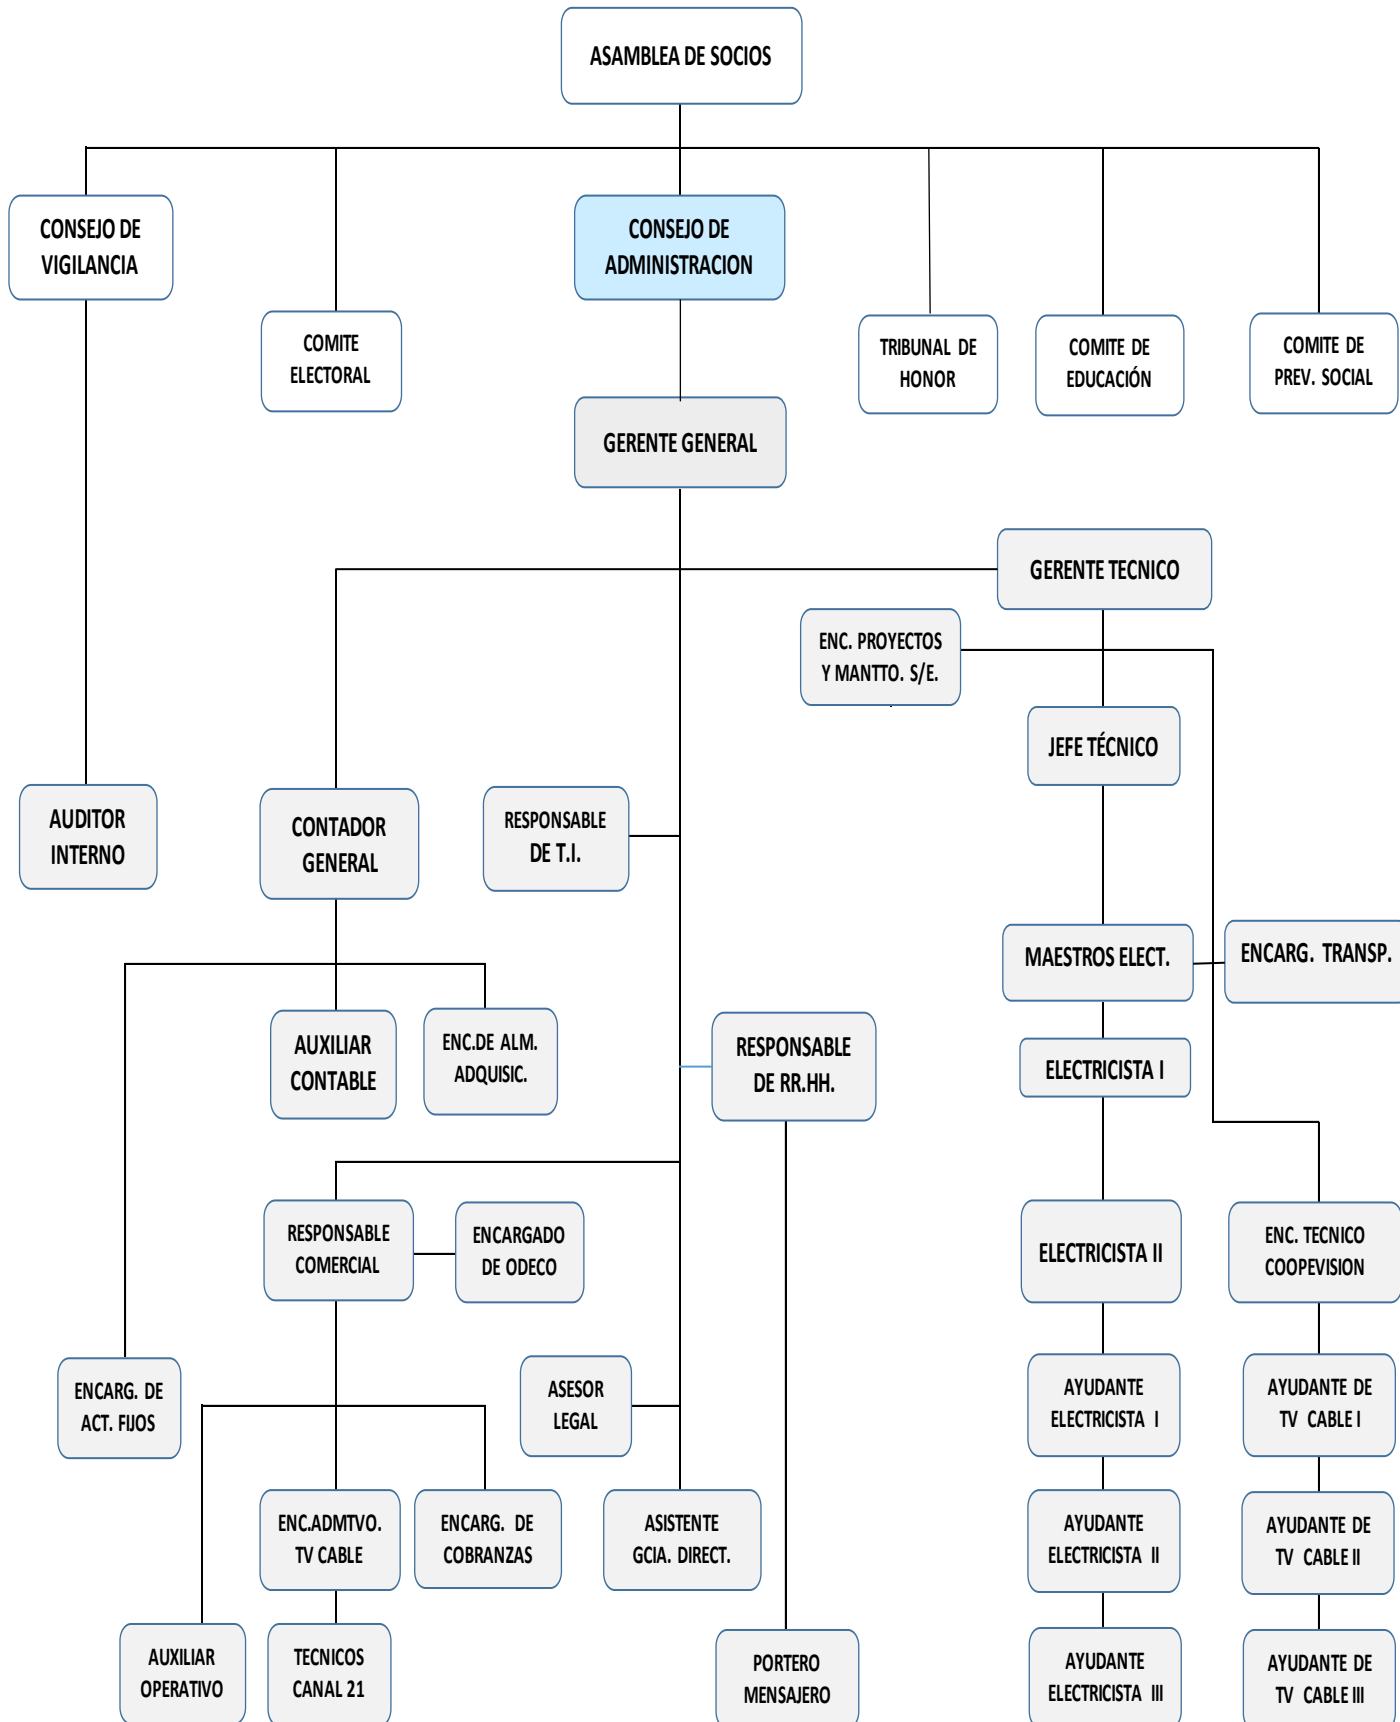 ASAMBLEA DE SOCIOS
CONSEJO DE
VIGILANCIA
CONSEJO DE
ADMINISTRACION
COMITE
ELECTORAL
TRIBUNAL DE
HONOR
COMITE DE
EDUCACIÓN
COMITE DE
PREV. SOCIAL
GERENTE GENERAL
GERENTE TECNICO
ENC. PROYECTOS
Y MANTTO. S/E.
JEFE TÉCNICO
AUDITOR
INTERNO
CONTADOR
GENERAL
RESPONSABLE
DE T.I.
MAESTROS ELECT.
ENCARG. TRANSP.
AUXILIAR
CONTABLE
ENC.DE ALM.
ADQUISIC.
RESPONSABLE
DE RR.HH.
ELECTRICISTA I
RESPONSABLE
COMERCIAL
ENCARGADO
DE ODECO
ELECTRICISTA II
ENC. TECNICO
COOPEVISION
ENCARG. DE
ACT. FIJOS
ASESOR
LEGAL
AYUDANTE
ELECTRICISTA I
AYUDANTE DE
TV CABLE I
ENC.ADMTVO.
TV CABLE
ENCARG. DE
COBRANZAS
ASISTENTE
GCIA. DIRECT.
AYUDANTE
ELECTRICISTA II
AYUDANTE DE
TV CABLE II
AUXILIAR
OPERATIVO
TECNICOS
CANAL 21
PORTERO
MENSAJERO
AYUDANTE
ELECTRICISTA III
AYUDANTE DE
TV CABLE III